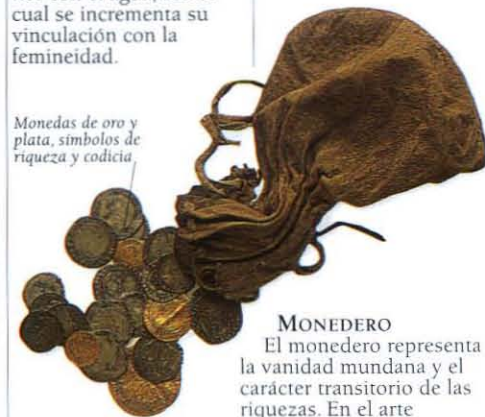 cual se incrementa su
vinculación con la
femineidad.
Monedas de oro y
plata, símbolos de
riqueza y codicia
MONEDERO
El monedero representa
la vanidad mundana y el
carácter transitorio de las
riquezas. En el arte